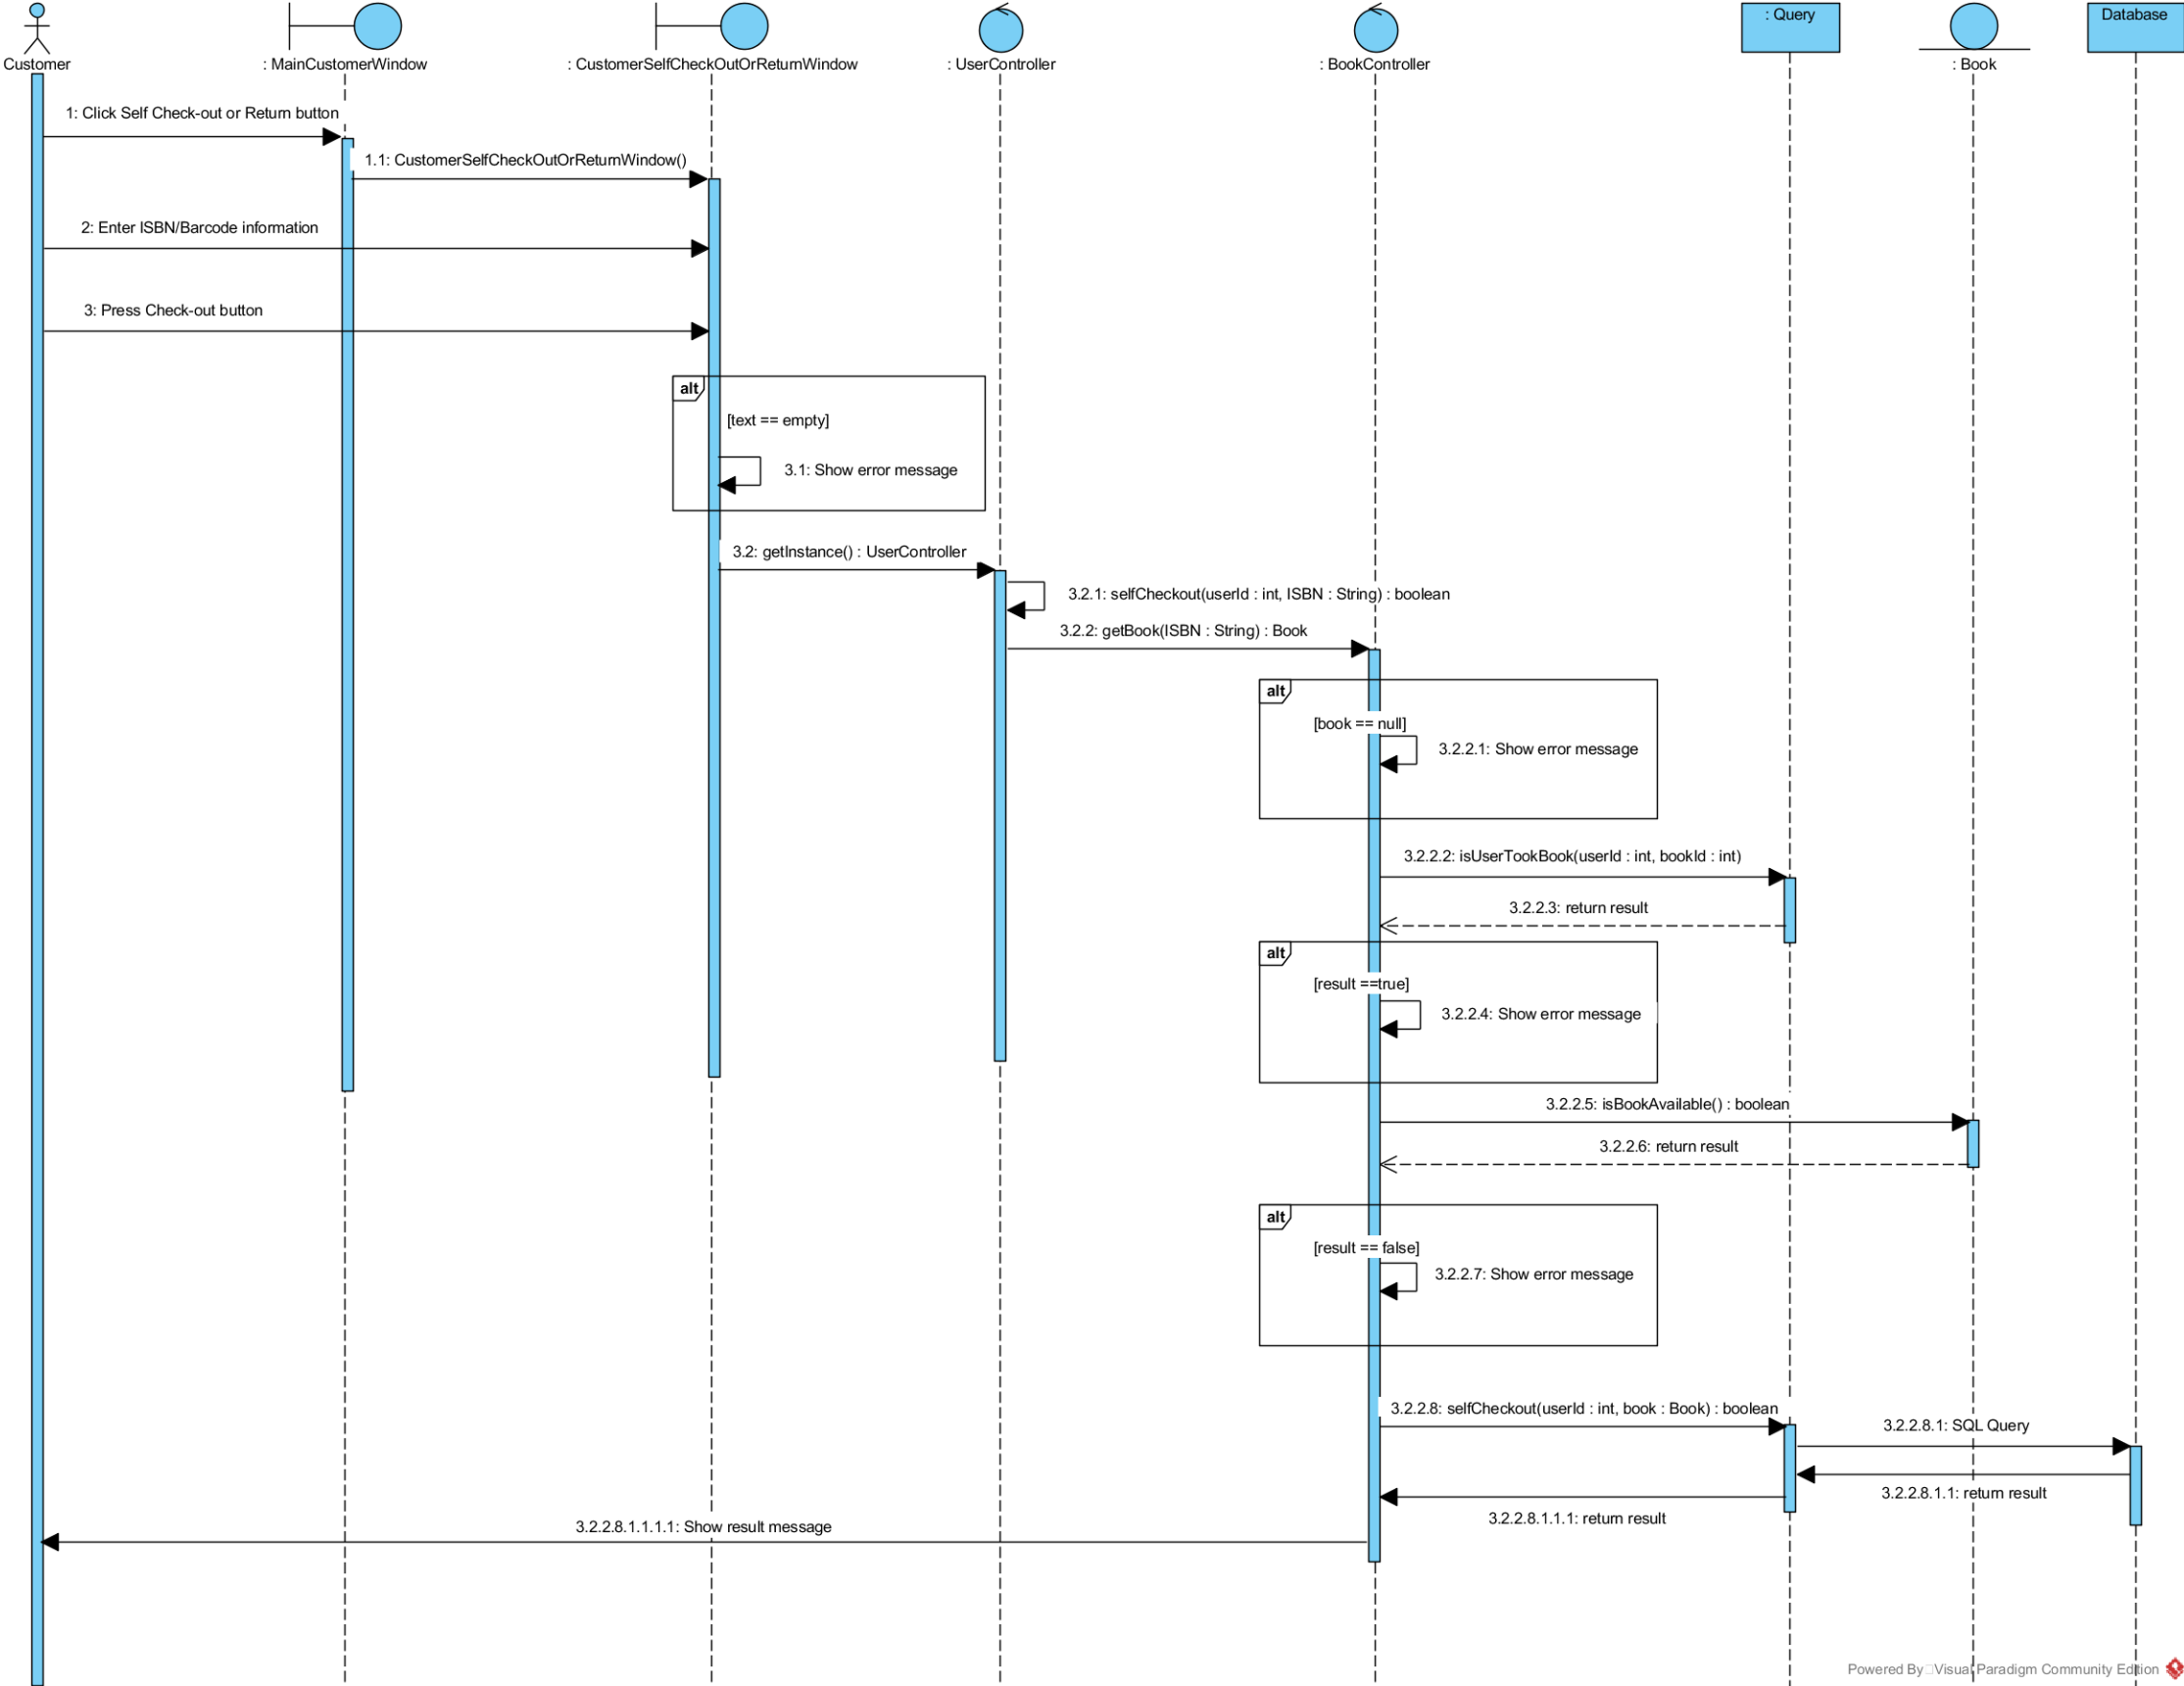 Customer
: MainCustomerWindow
: CustomerSelfCheckOutOrReturnWindow
: UserController
: BookController
: Query
: Book
Database
1: Click Self Check-out or Return button
1.1: CustomerSelfCheckOutOrReturnWindow()
2: Enter ISBN/Barcode information
3: Press Check-out button
alt
[text == empty]
3.1: Show error message
3.2: getInstance() : UserController
3.2.1: selfCheckout(userId : int, ISBN : String) : boolean
3.2.2: getBook(ISBN : String) : Book
alt
[book == null]
3.2.2.1: Show error message
3.2.2.2: isUserTookBook(userId : int, bookId : int)
3.2.2.3: return result
alt
[result ==true]
3.2.2.4: Show error message
3.2.2.5: isBookAvailable() : boolean
3.2.2.6: return result
alt
[result == false]
3.2.2.7: Show error message
3.2.2.8: selfCheckout(userId : int, book : Book) : boolean
3.2.2.8.1: SQL Query
3.2.2.8.1.1: return result
3.2.2.8.1.1.1: return result
3.2.2.8.1.1.1.1: Show result message
Powered By Visual Paradigm Community Edition